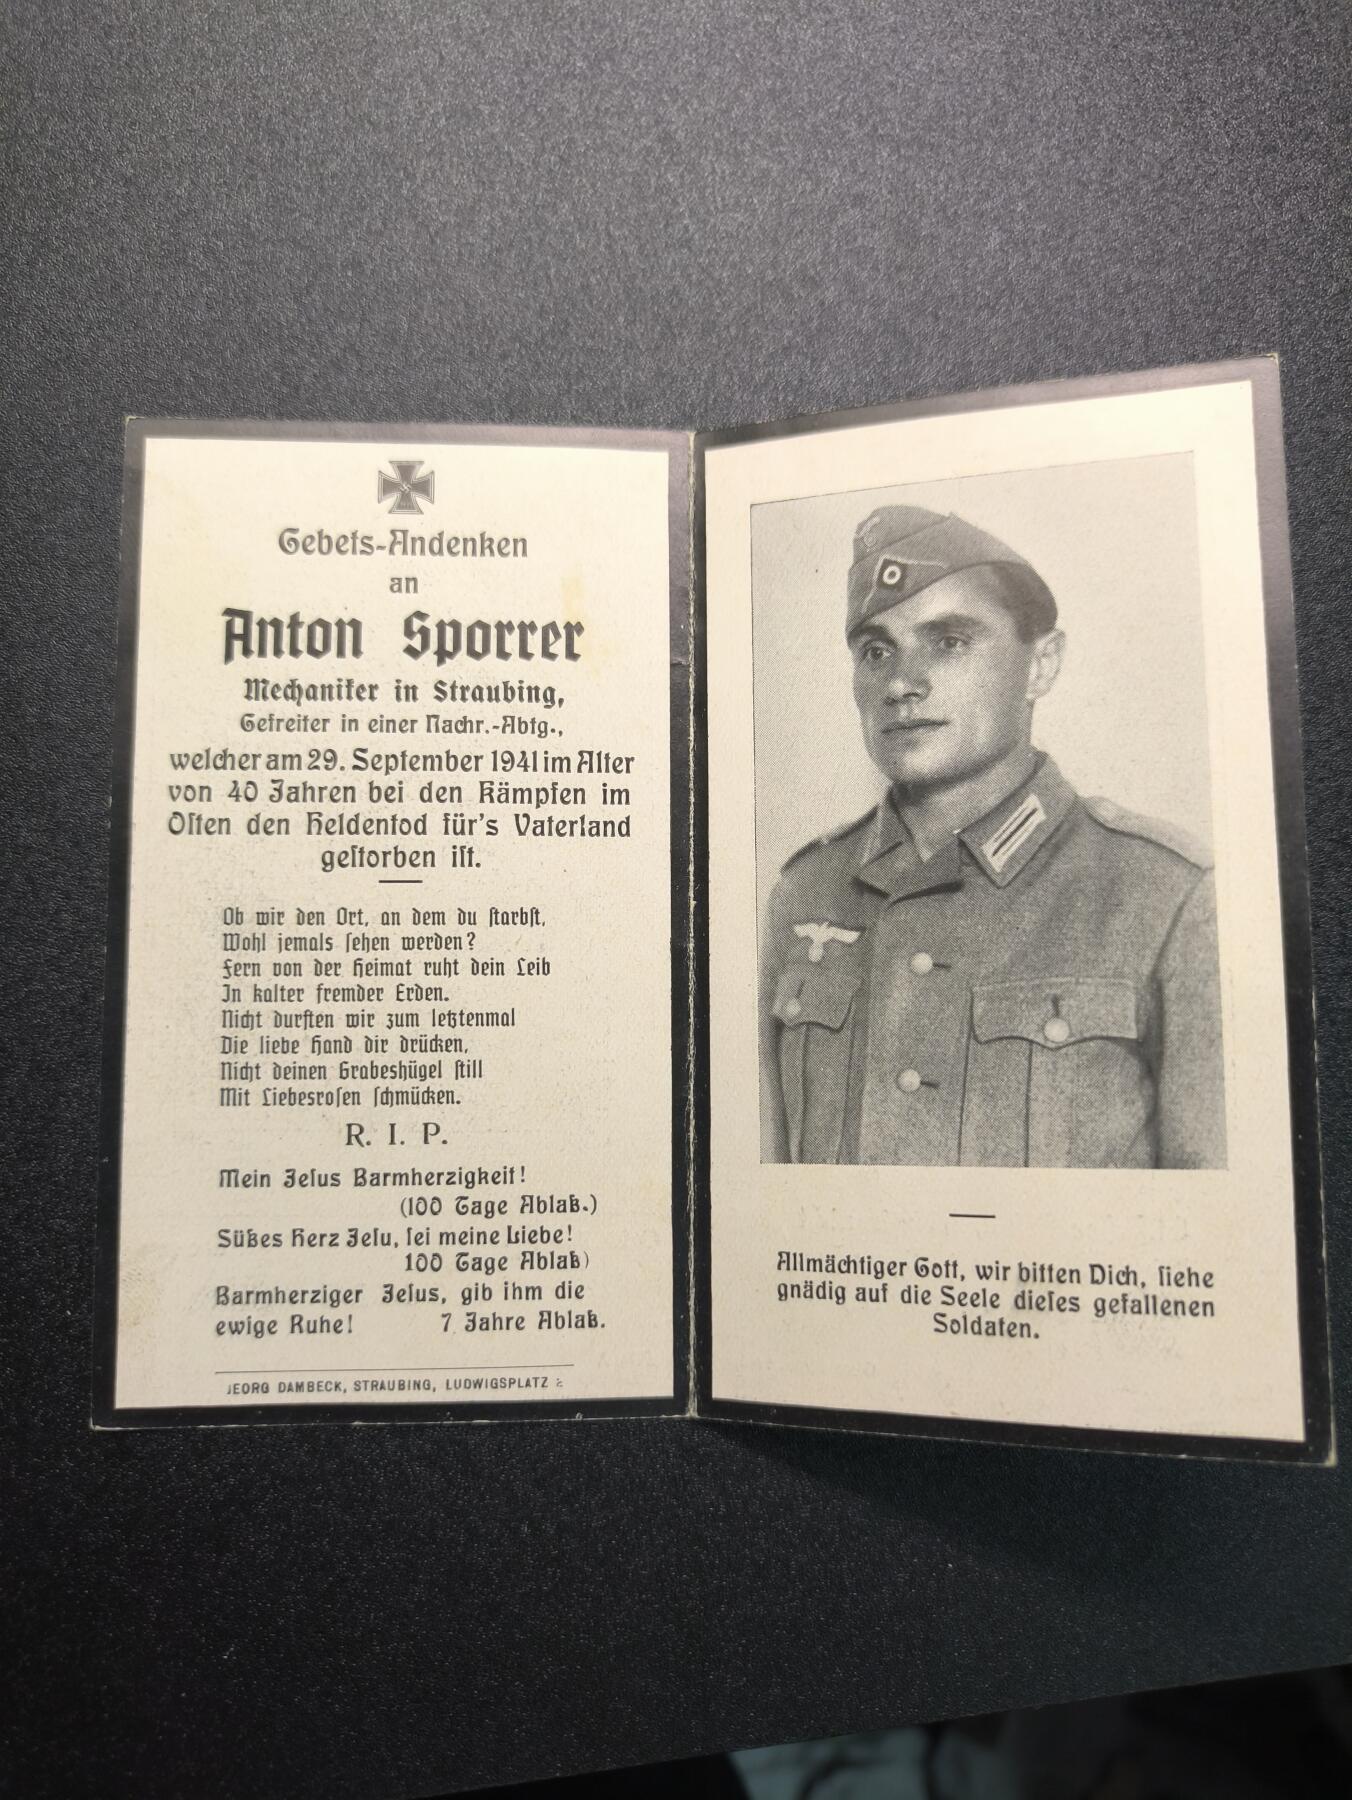 Gebets-Andenken
an
Anton Sporrer
Mechaniker in Straubing,
Gefreiter in einer Nachr.-Abtg.,
welcher am 29. September 1941 im Alter
von 40 Jahren bei den Kämpfen im
Osten den Heldentod für's Vaterland
gestorben ist.
Ob wir den Ort, an dem du starbst,
Wohl jemals sehen werden?
Fern von der Heimat ruht dein Leib
In kalter fremder Erden.
Nicht durften wir zum letztenmal
Die liebe Hand dir drücken,
Nicht deinen Grabeshügel still
Mit Liebesrosen schmücken.
R. I. P.
Mein Jesus Barmherzigkeit!
(100 Tage Ablaß.)
Süßes Herz Jesu, sei meine Liebe!
100 Tage Ablaß)
Barmherziger Jesus, gib ihm die
ewige Ruhe! 7 Jahre Ablaß.
GEORG DAMBECK, STRAUBING, LUDWIGSPLATZ
Allmächtiger Gott, wir bitten Dich, siehe
gnädig auf die Seele dieses gefallenen
Soldaten.